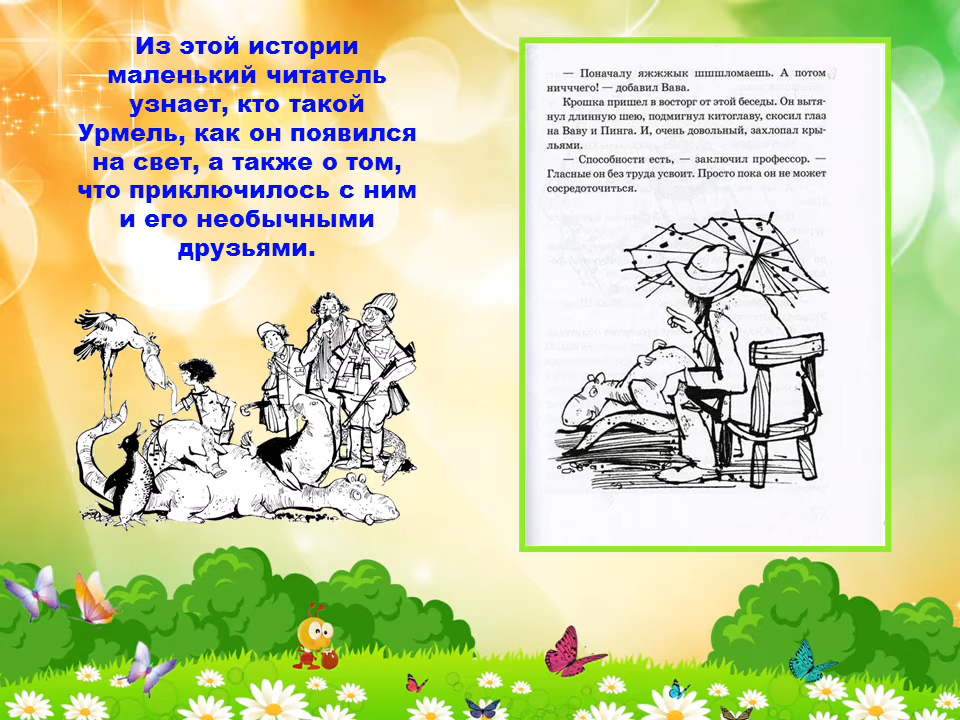 Из этой истории
маленький читатель
узнает, кто такой
Урмель, как он появился
на свет, а также о том,
что приключилось с ним
и его необычными
друзьями.
— Поначалу яжжжык шшшломаешь. А потом
ничччего! — добавил Вава.
Крошка пришел в восторг от этой беседы. Он вытя-
нул длинную шею, подмигнул китоглаву, скосил глаз
на Ваву и Пинга. И, очень довольный, захлопал кры-
льями.
— Способности есть, — заключил профессор. —
Гласные он без труда усвоит. Просто пока он не может
сосредоточиться.